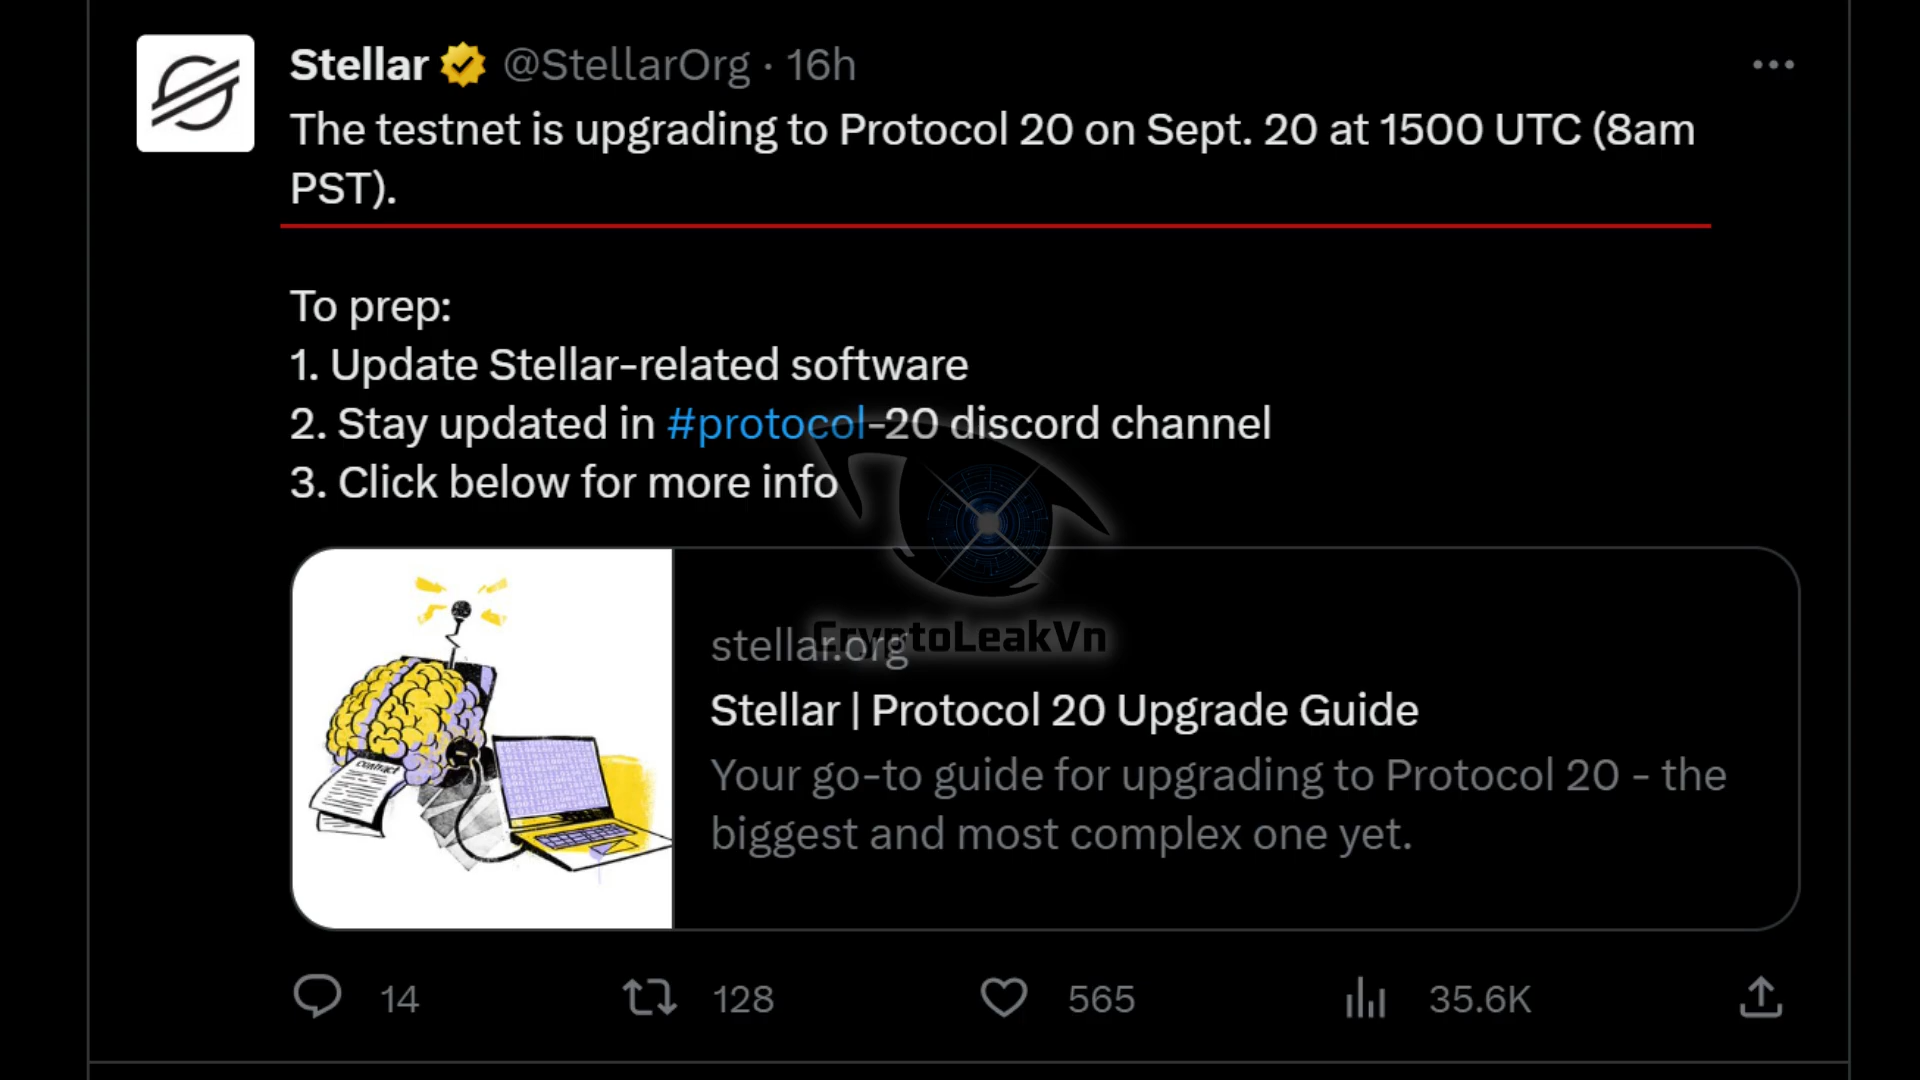 Stellar @StellarOrg · 16h
The testnet is upgrading to Protocol 20 on Sept. 20 at 1500 UTC (8am
PST).
To prep:
1. Update Stellar-related software
2. Stay updated in #protocol-20 discord channel
3. Click below for more info
CryptoLeakVn
contract
stellar.org
Stellar | Protocol 20 Upgrade Guide
Your go-to guide for upgrading to Protocol 20 - the
biggest and most complex one yet.
14 128 565 35.6K